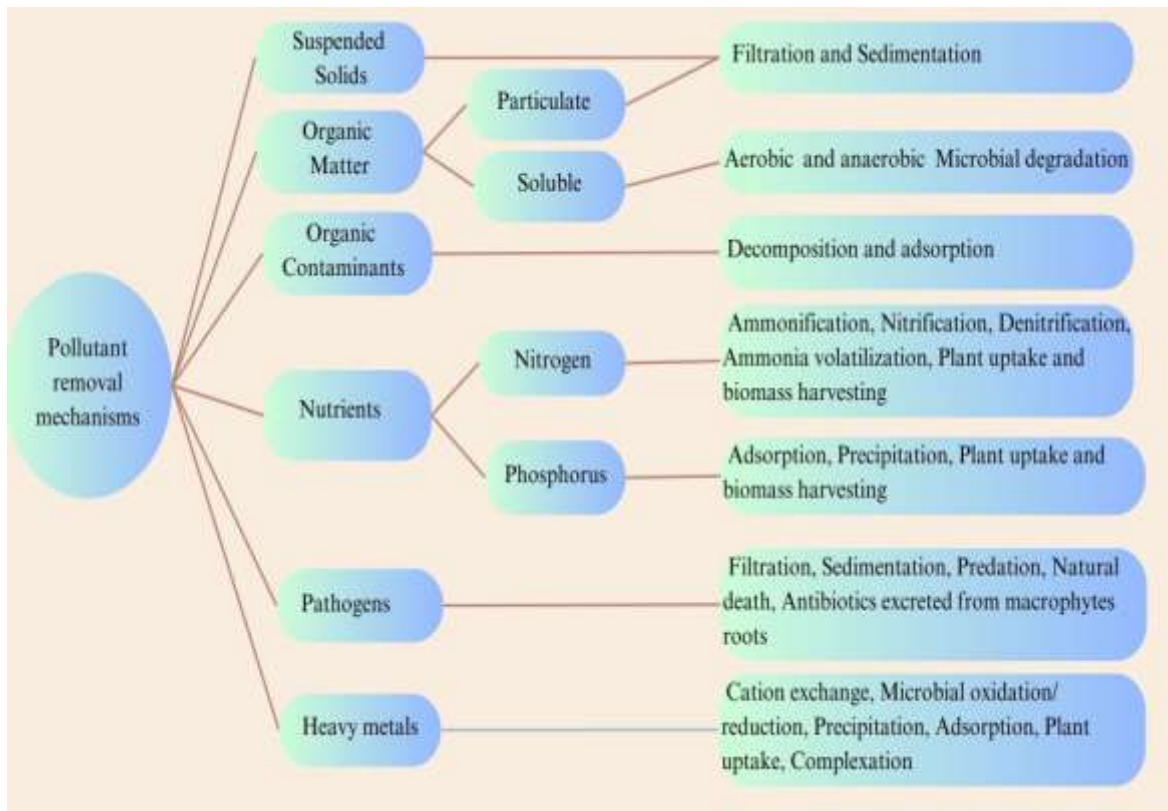 Pollutant
removal
mechanisms
Suspended
Solids
Filtration and Sedimentation
Organic
Matter
Particulate
Soluble
Aerobic and anaerobic Microbial degradation
Organic
Contaminants
Decomposition and adsorption
Nutrients
Nitrogen
Ammonification, Nitrification, Denitrification,
Ammonia volatilization, Plant uptake and
biomass harvesting
Phosphorus
Adsorption, Precipitation, Plant uptake and
biomass harvesting
Pathogens
Filtration, Sedimentation, Predation, Natural
death, Antibiotics excreted from macrophytes
roots
Heavy metals
Cation exchange, Microbial oxidation/
reduction, Precipitation, Adsorption, Plant
uptake, Complexation